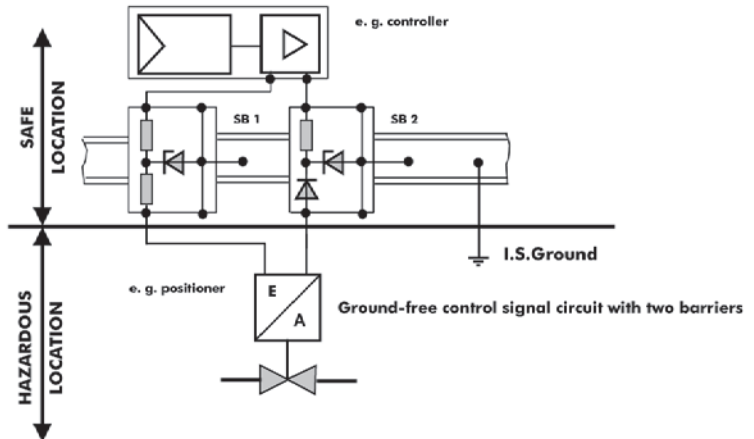 e. g. controller
SAFE
LOCATION
SB 1
SB 2
I.S.Ground
HAZARDOUS
LOCATION
e. g. positioner
E
A
Ground-free control signal circuit with two barriers